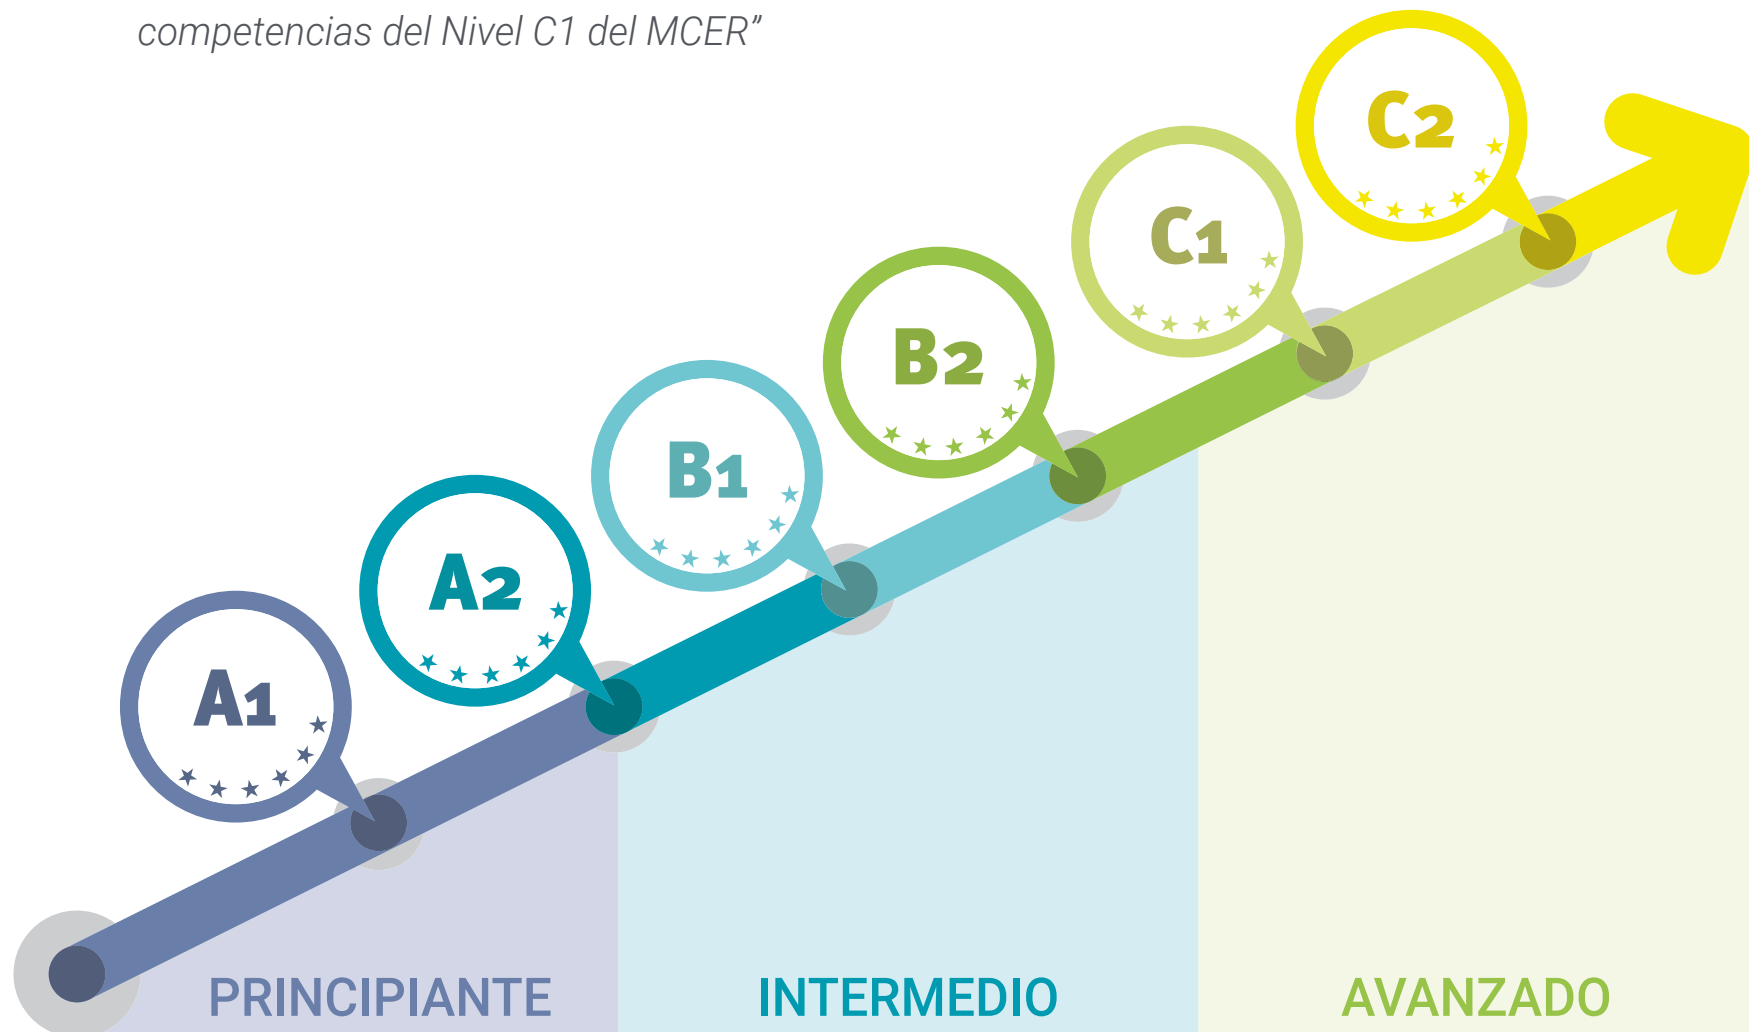 competencias del Nivel C1 del MCER”
C2
C1
B2
B1
A2
A1
PRINCIPIANTE
INTERMEDIO
AVANZADO